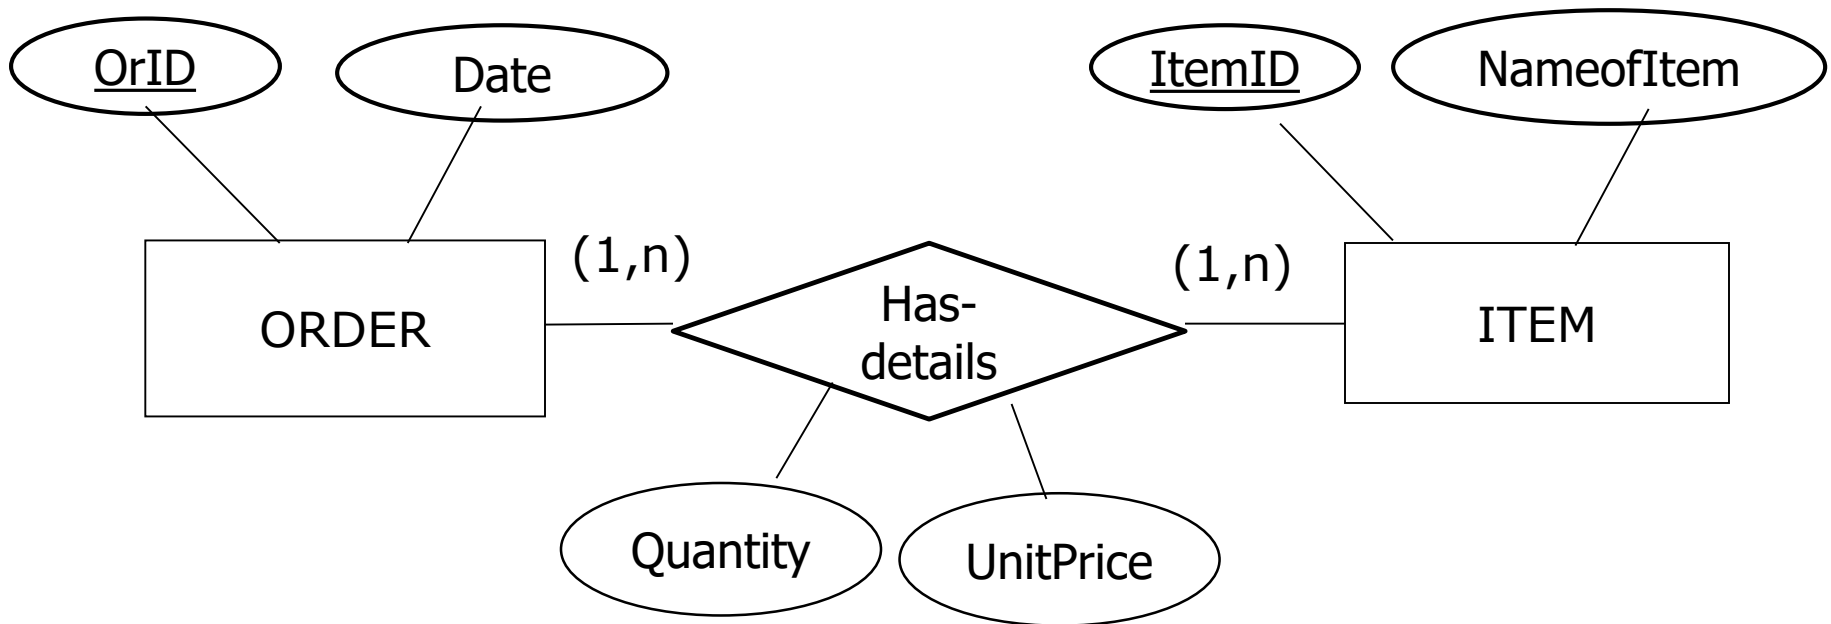 OrID
Date
ItemID
NameofItem
(1,n)
(1,n)
ORDER
Has-
details
ITEM
Quantity
UnitPrice